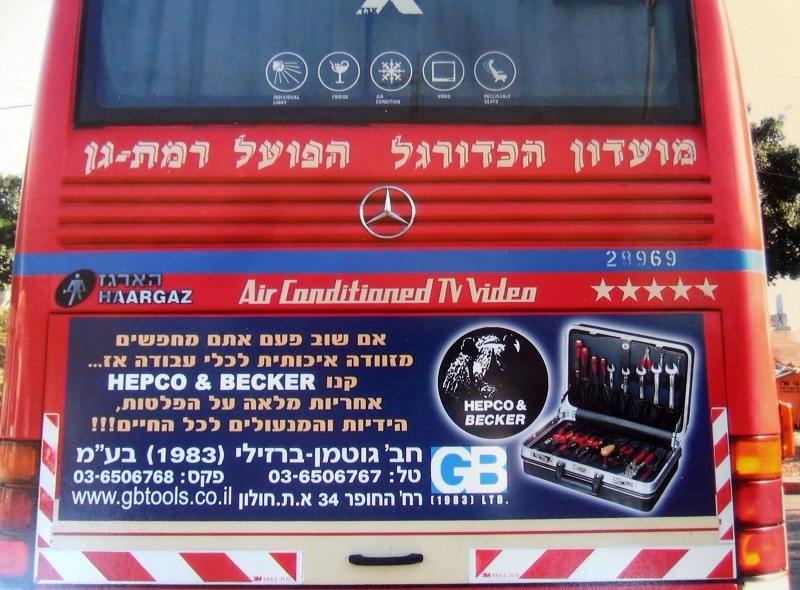 אגד
INDIVIDUAL LIGHT
FRIDGE
AIR CONDITION
VIDEO
RECLINABLE SEATS
מועדון הכדורגל הפועל רמת-גן
28969
הארגז
HAARGAZ
Air Conditioned TV Video
אם שוב פעם אתם מחפשים
מזוודה איכותית לכלי עבודה אז...
קנו HEPCO & BECKER
אחריות מלאה על הפלטות,
הידיות והמנעולים לכל החיים!!!
HEPCO & BECKER
חב' גוטמן-ברזילי (1983) בע"מ
טל: 03-6506767 פקס: 03-6506768
רח' החופר 34 א.ת.חולון www.gbtools.co.il
GB
(1983) LTD.
3M
3M